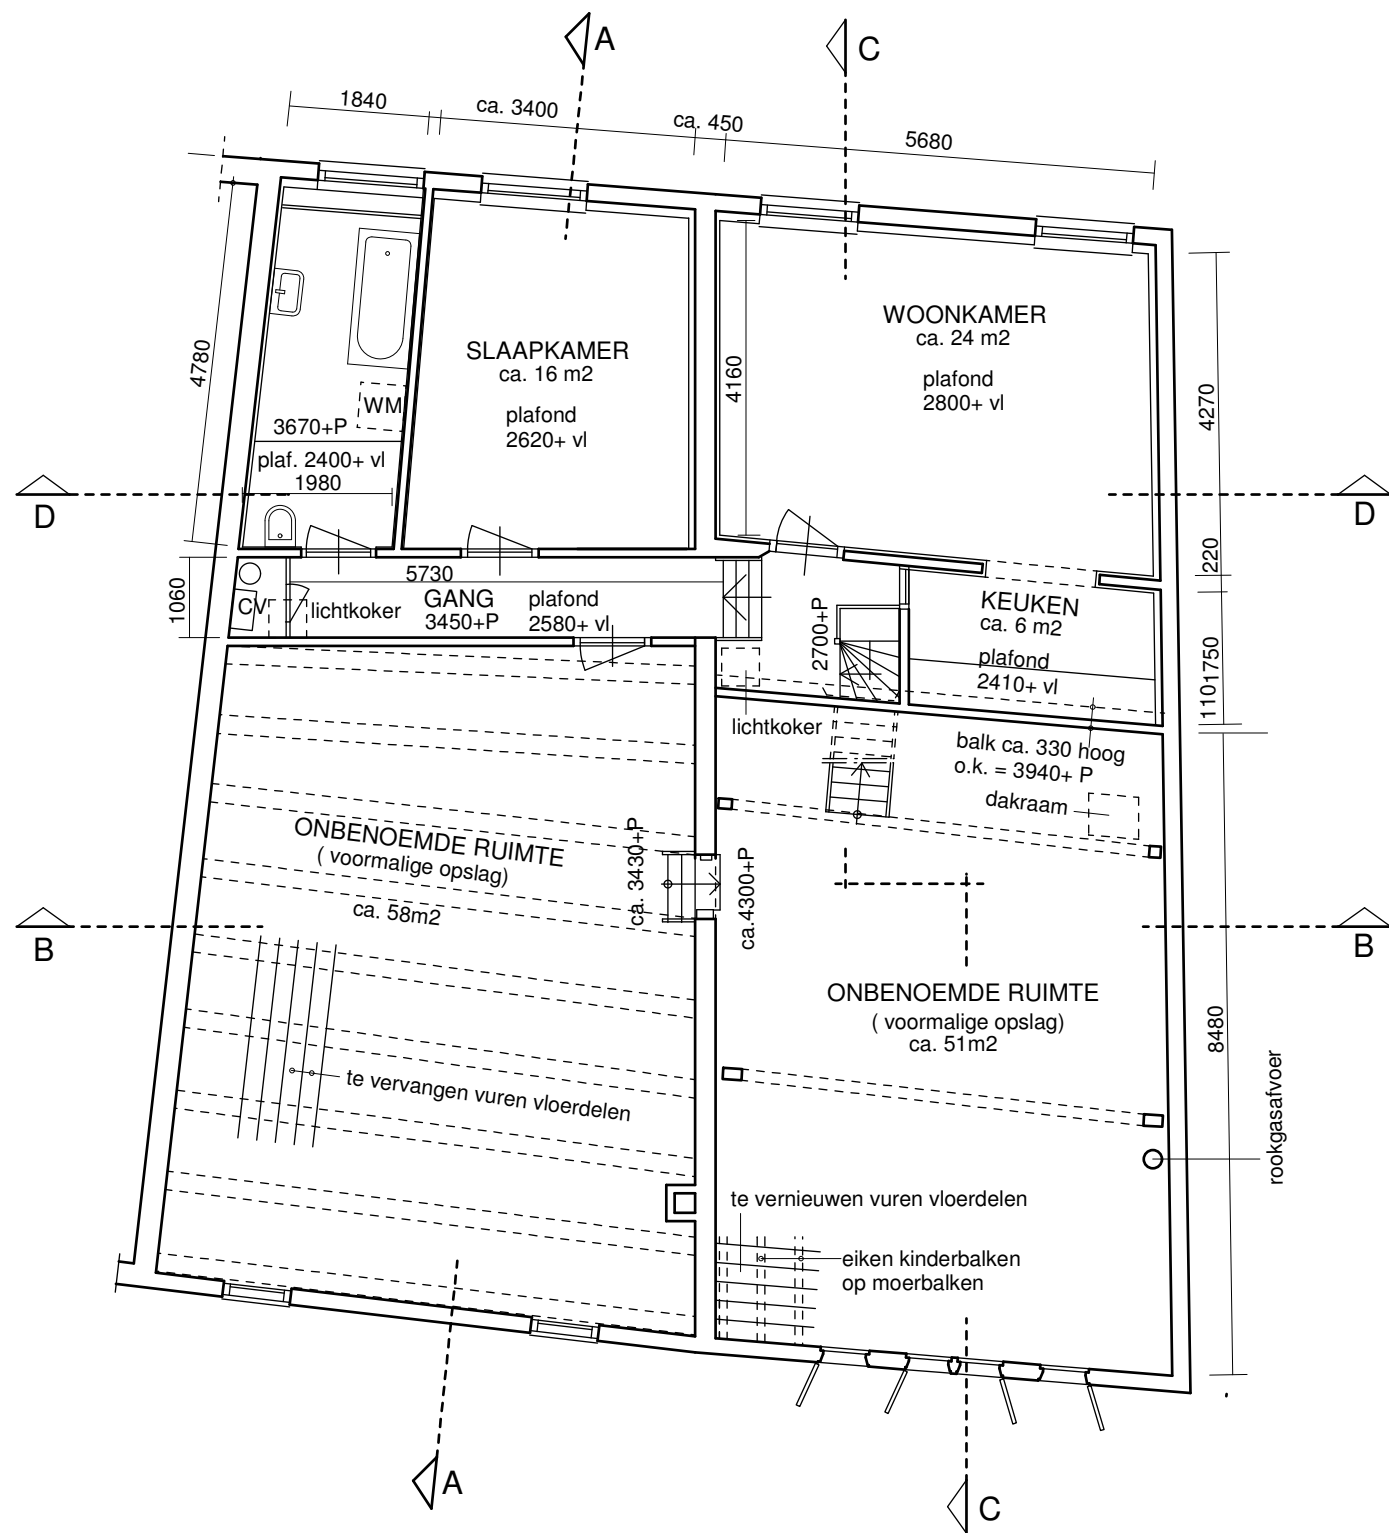 A
C
1840
ca. 3400
ca. 450
5680
4780
WOONKAMER
ca. 24 m2
plafond
2800+ vl
4160
4270
SLAAPKAMER
ca. 16 m2
plafond
2620+ vl
WM
3670+P
plaf. 2400+ vl
1980
D
D
220
1060
CV
lichtkoker
5730
GANG
3450+P
plafond
2580+ vl
2700+P
KEUKEN
ca. 6 m2
plafond
2410+ vl
1750
110
lichtkoker
balk ca. 330 hoog
o.k. = 3940+ P
dakraam
ONBENOEMDE RUIMTE
( voormalige opslag)
ca. 58m2
ca. 3430+P
ca.4300+P
B
B
ONBENOEMDE RUIMTE
( voormalige opslag)
ca. 51m2
8480
te vervangen vuren vloerdelen
rookgasafvoer
te vernieuwen vuren vloerdelen
eiken kinderbalken
op moerbalken
A
C